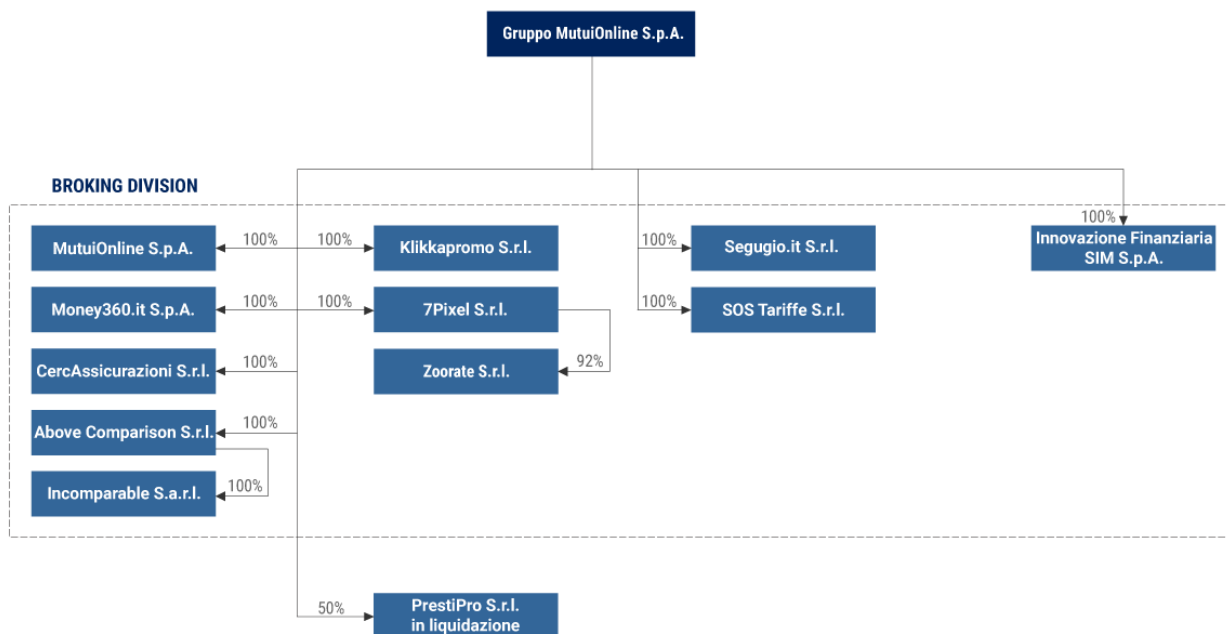 Gruppo MutuiOnline S.p.A.
BROKING DIVISION
100%
MutuiOnline S.p.A.
100%
100%
Klikkapromo S.r.l.
100%
Segugio.it S.r.l.
Innovazione Finanziaria
SIM S.p.A.
Money360.it S.p.A.
100%
100%
7Pixel S.r.l.
100%
SOS Tariffe S.r.l.
CercAssicurazioni S.r.l.
100%
Zoorate S.r.l.
92%
Above Comparison S.r.l.
100%
Incomparable S.a.r.l.
100%
50%
PrestiPro S.r.l.
in liquidazione